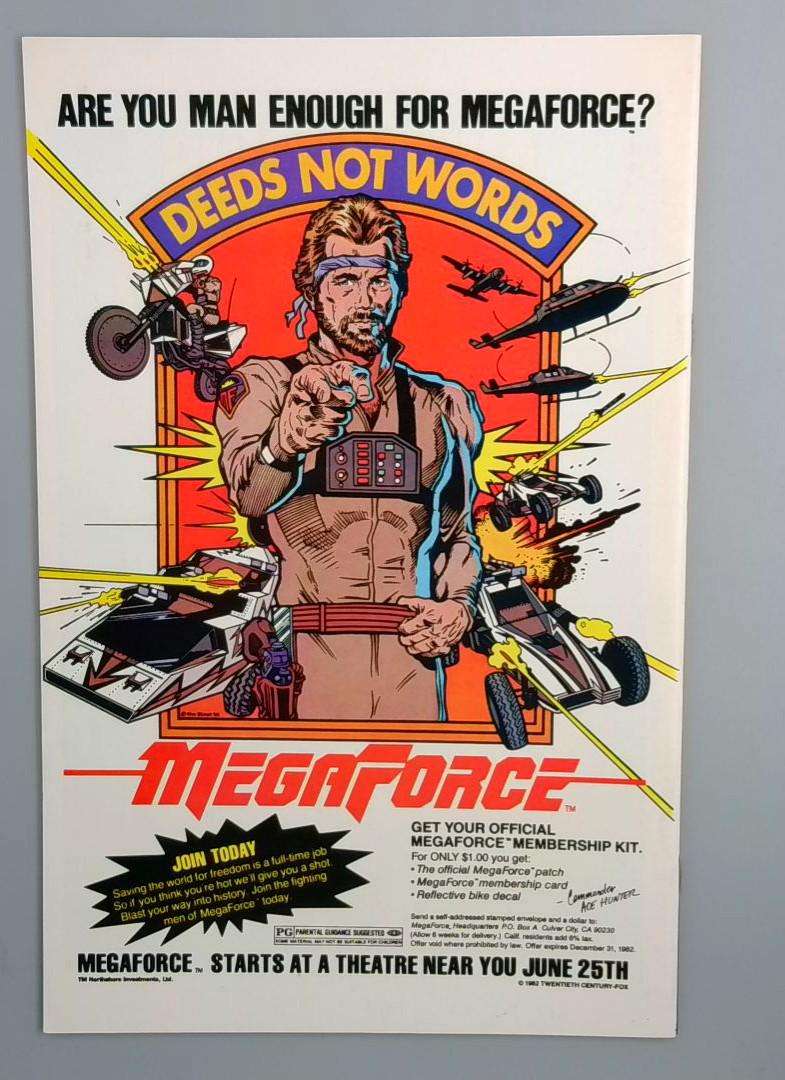 ARE YOU MAN ENOUGH FOR MEGAFORCE?
TM
DEEDS NOT WORDS
MEGAFORCE TM
JOIN TODAY
Saving the world for freedom is a full-time job
So if you think you're hot we'll give you a shot.
Blast your way into history. Join the fighting
men of MegaForce™ today.
GET YOUR OFFICIAL
MEGAFORCE™ MEMBERSHIP KIT.
For ONLY $1.00 you get:
• The official MegaForce™ patch
• MegaForce™ membership card
• Reflective bike decal
- Commander
ACE HUNTER
Send a self-addressed stamped envelope and a dollar to:
MegaForce, Headquarters P.O. Box A Culver City, CA 90230
(Allow 6 weeks for delivery.) Calif. residents add 6% tax.
Offer void where prohibited by law. Offer expires December 31, 1982.
PG PARENTAL GUIDANCE SUGGESTED
SOME MATERIAL MAY NOT BE SUITABLE FOR CHILDREN
MEGAFORCE TM STARTS AT A THEATRE NEAR YOU JUNE 25TH
TM Northshore Investments, Ltd.
© 1982 TWENTIETH CENTURY-FOX